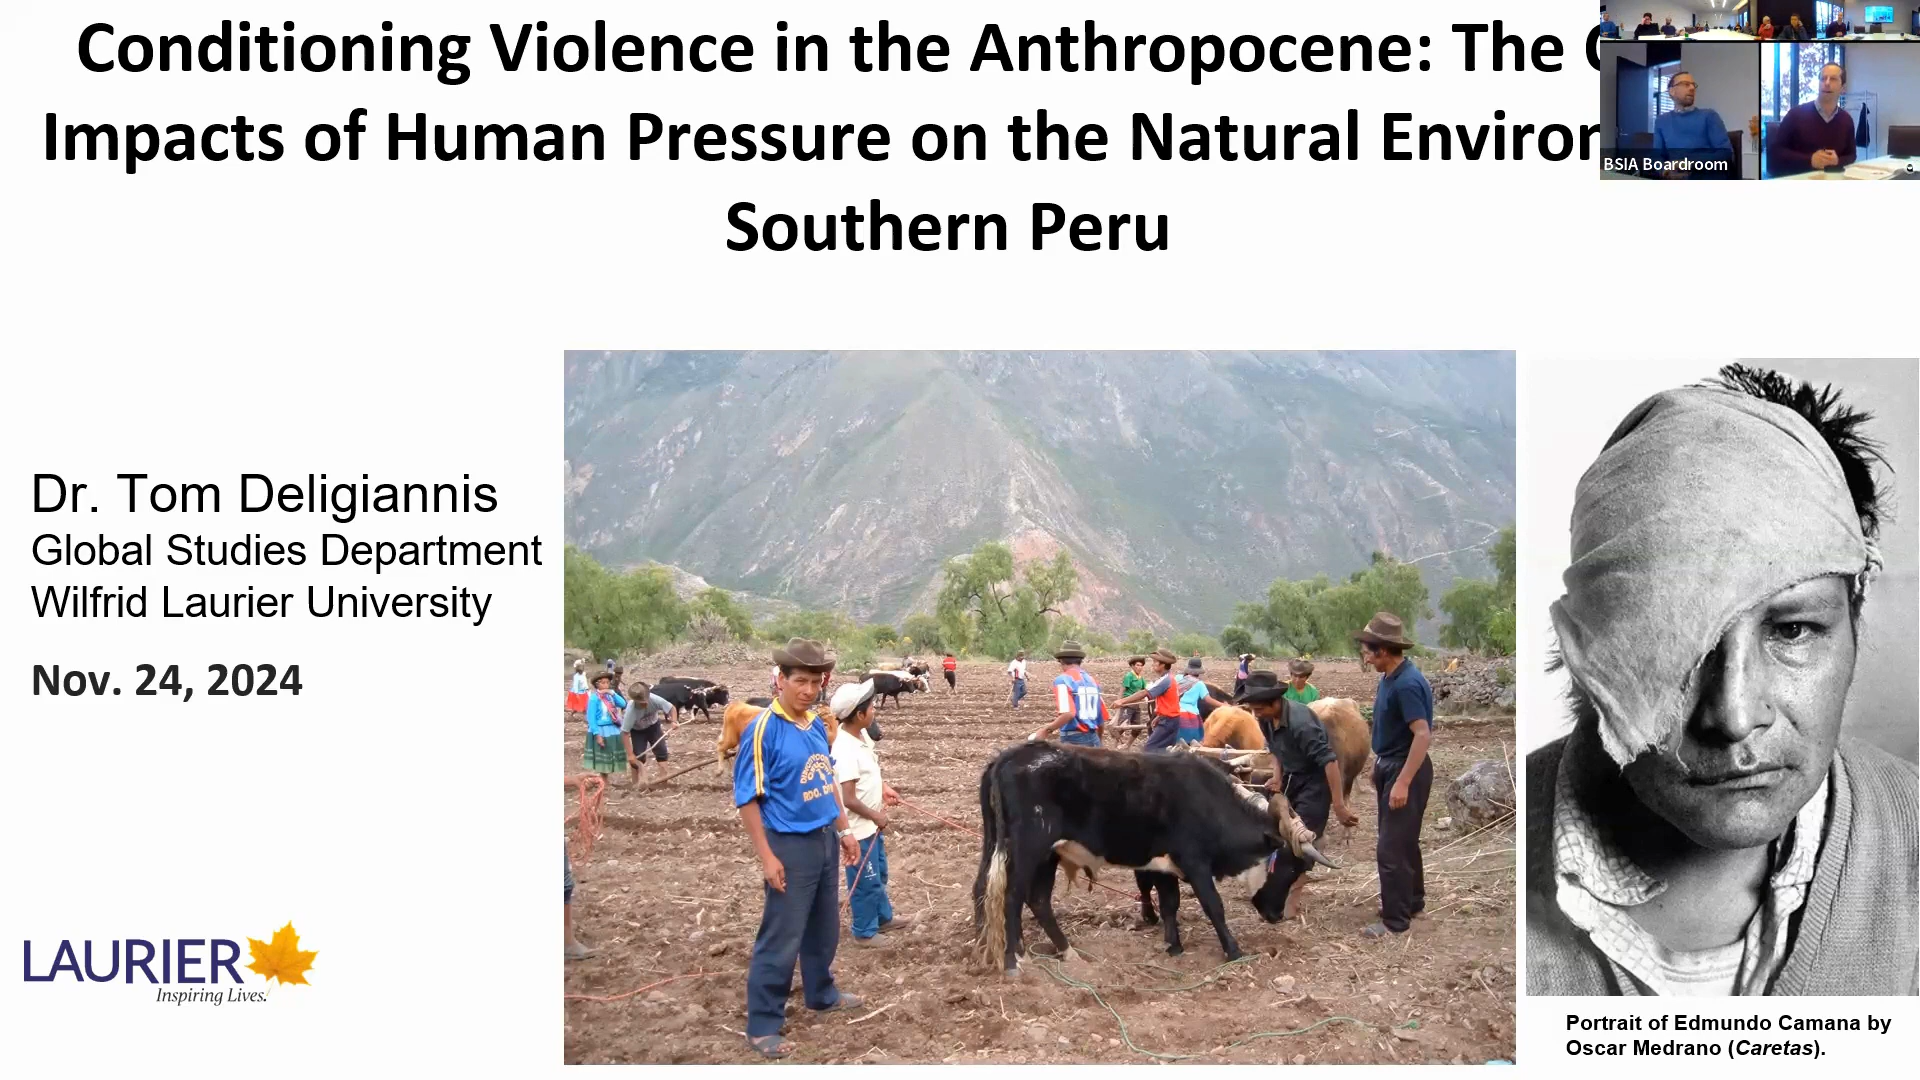 Conditioning Violence in the Anthropocene: The
Impacts of Human Pressure on the Natural
Southern Peru
BSIA Boardroom
Dr. Tom Deligiannis
Global Studies Department
Wilfrid Laurier University
Nov. 24, 2024
10
LAURIER
Inspiring Lives.
Portrait of Edmundo Camana by
Oscar Medrano (Caretas).